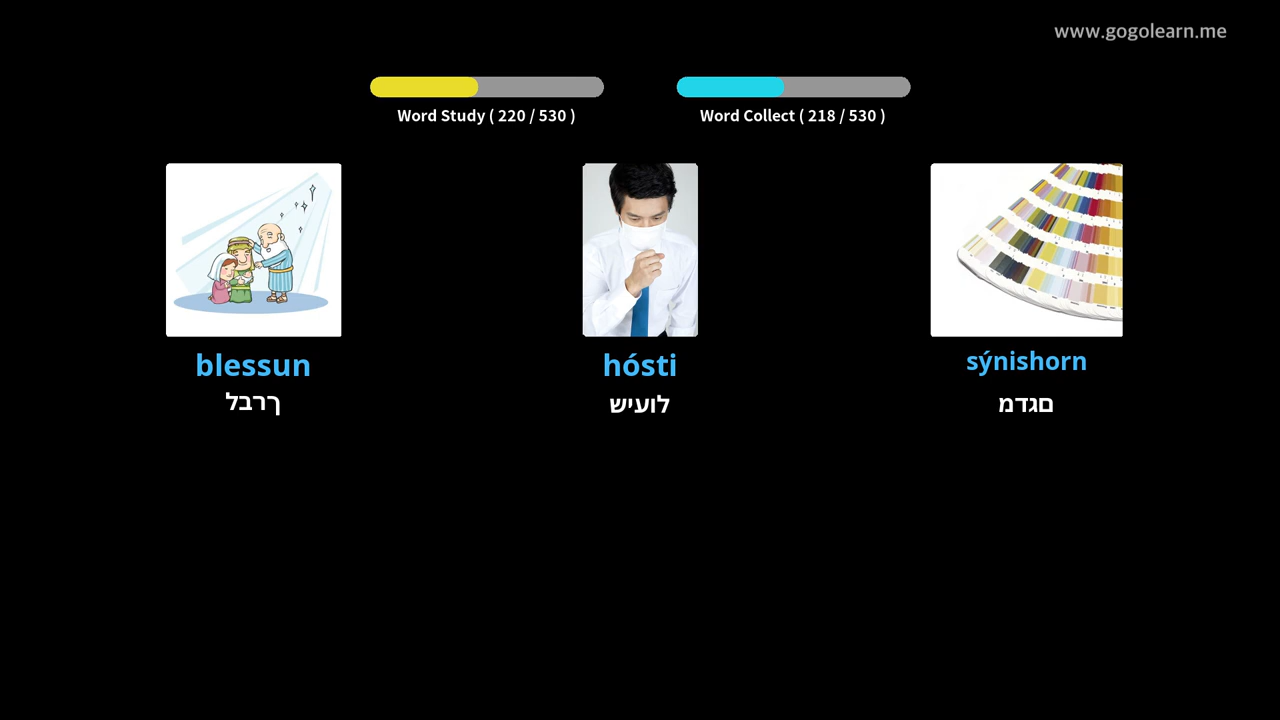 www.gogolearn.me
Word Study ( 220 / 530 )
Word Collect ( 218 / 530 )
blessun
ךרבל
hósti
לועיש
sýnishorn
םגדמ